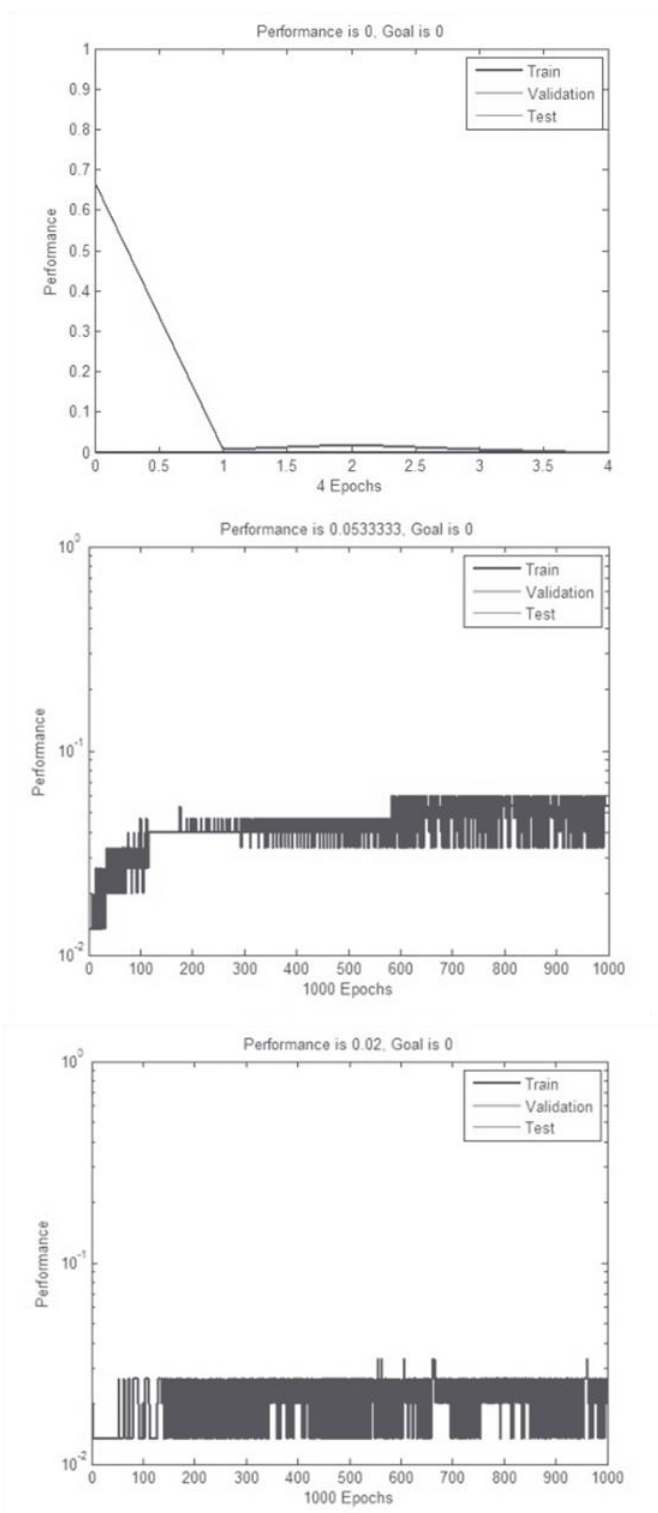 Performance is 0, Goal is 0
1
0.9
0.8
0.7
0.6
0.5
0.4
0.3
0.2
0.1
0
Performance
Train
Validation
Test
0 0.5 1 1.5 2 2.5 3 3.5 4
4 Epochs
Performance is 0.0533333, Goal is 0
10^0
10^-1
10^-2
Performance
Train
Validation
Test
0 100 200 300 400 500 600 700 800 900 1000
1000 Epochs
Performance is 0.02, Goal is 0
10^0
10^-1
10^-2
Performance
Train
Validation
Test
0 100 200 300 400 500 600 700 800 900 1000
1000 Epochs